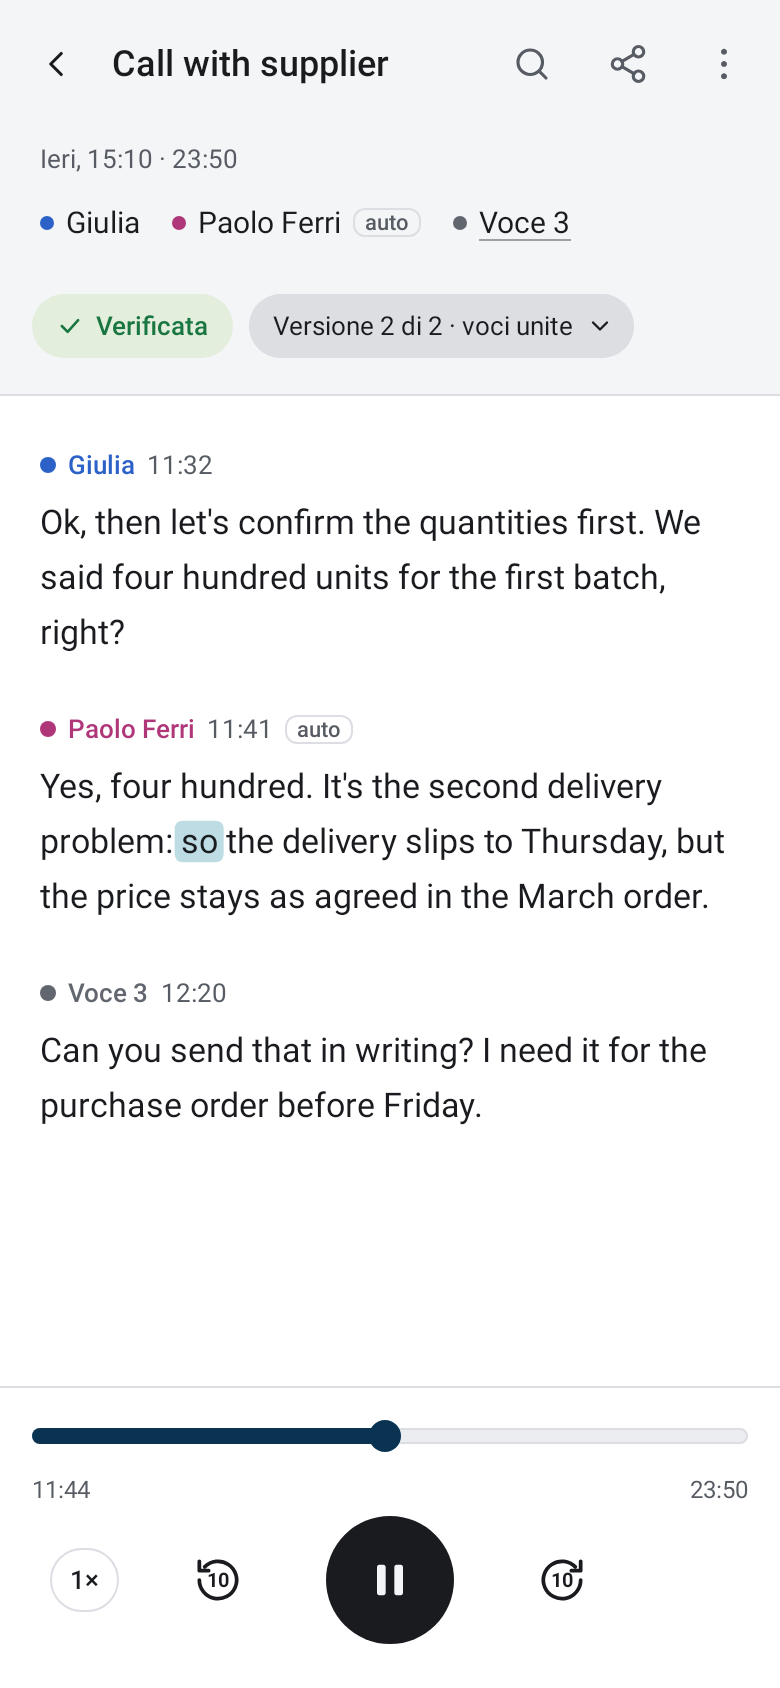 Call with supplier
Ieri, 15:10 · 23:50
Giulia Paolo Ferri auto Voce 3
Verificata Versione 2 di 2 · voci unite
Giulia 11:32
Ok, then let's confirm the quantities first. We
said four hundred units for the first batch,
right?
Paolo Ferri 11:41 auto
Yes, four hundred. It's the second delivery
problem: so the delivery slips to Thursday, but
the price stays as agreed in the March order.
Voce 3 12:20
Can you send that in writing? I need it for the
purchase order before Friday.
11:44 23:50
1× 10 10